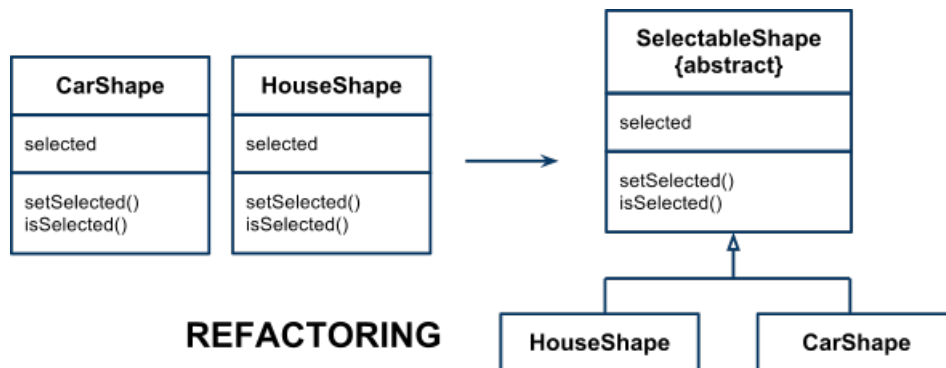 CarShape
selected
setSelected()
isSelected()
HouseShape
selected
setSelected()
isSelected()
SelectableShape
{abstract}
selected
setSelected()
isSelected()
REFACTORING
HouseShape
CarShape